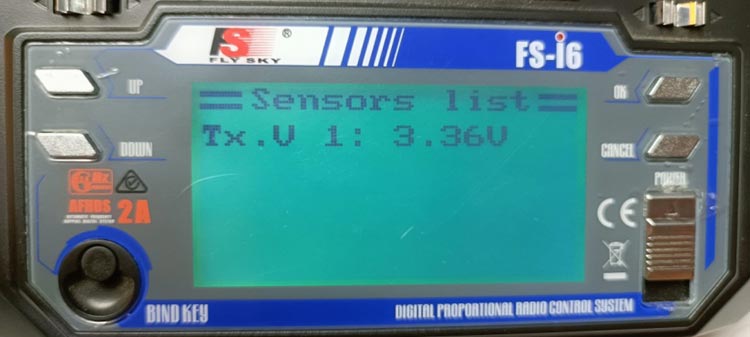 FS®
FLY SKY
FS-i6
UP
Sensors list
OK
Tx.V 1: 3.36V
DOWN
CANCEL
POWER
AFHDS
2A
CE
BIND KEY
DIGITAL PROPORTIONAL RADIO CONTROL SYSTEM